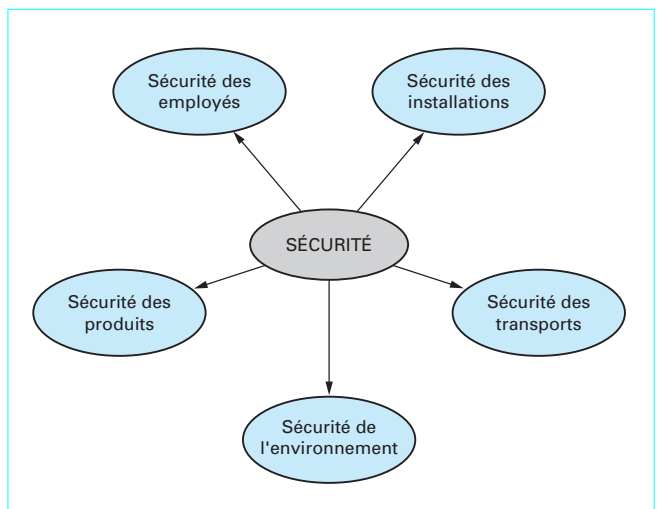 Sécurité des
employés
Sécurité des
installations
SÉCURITÉ
Sécurité des
produits
Sécurité des
transports
Sécurité de
l'environnement